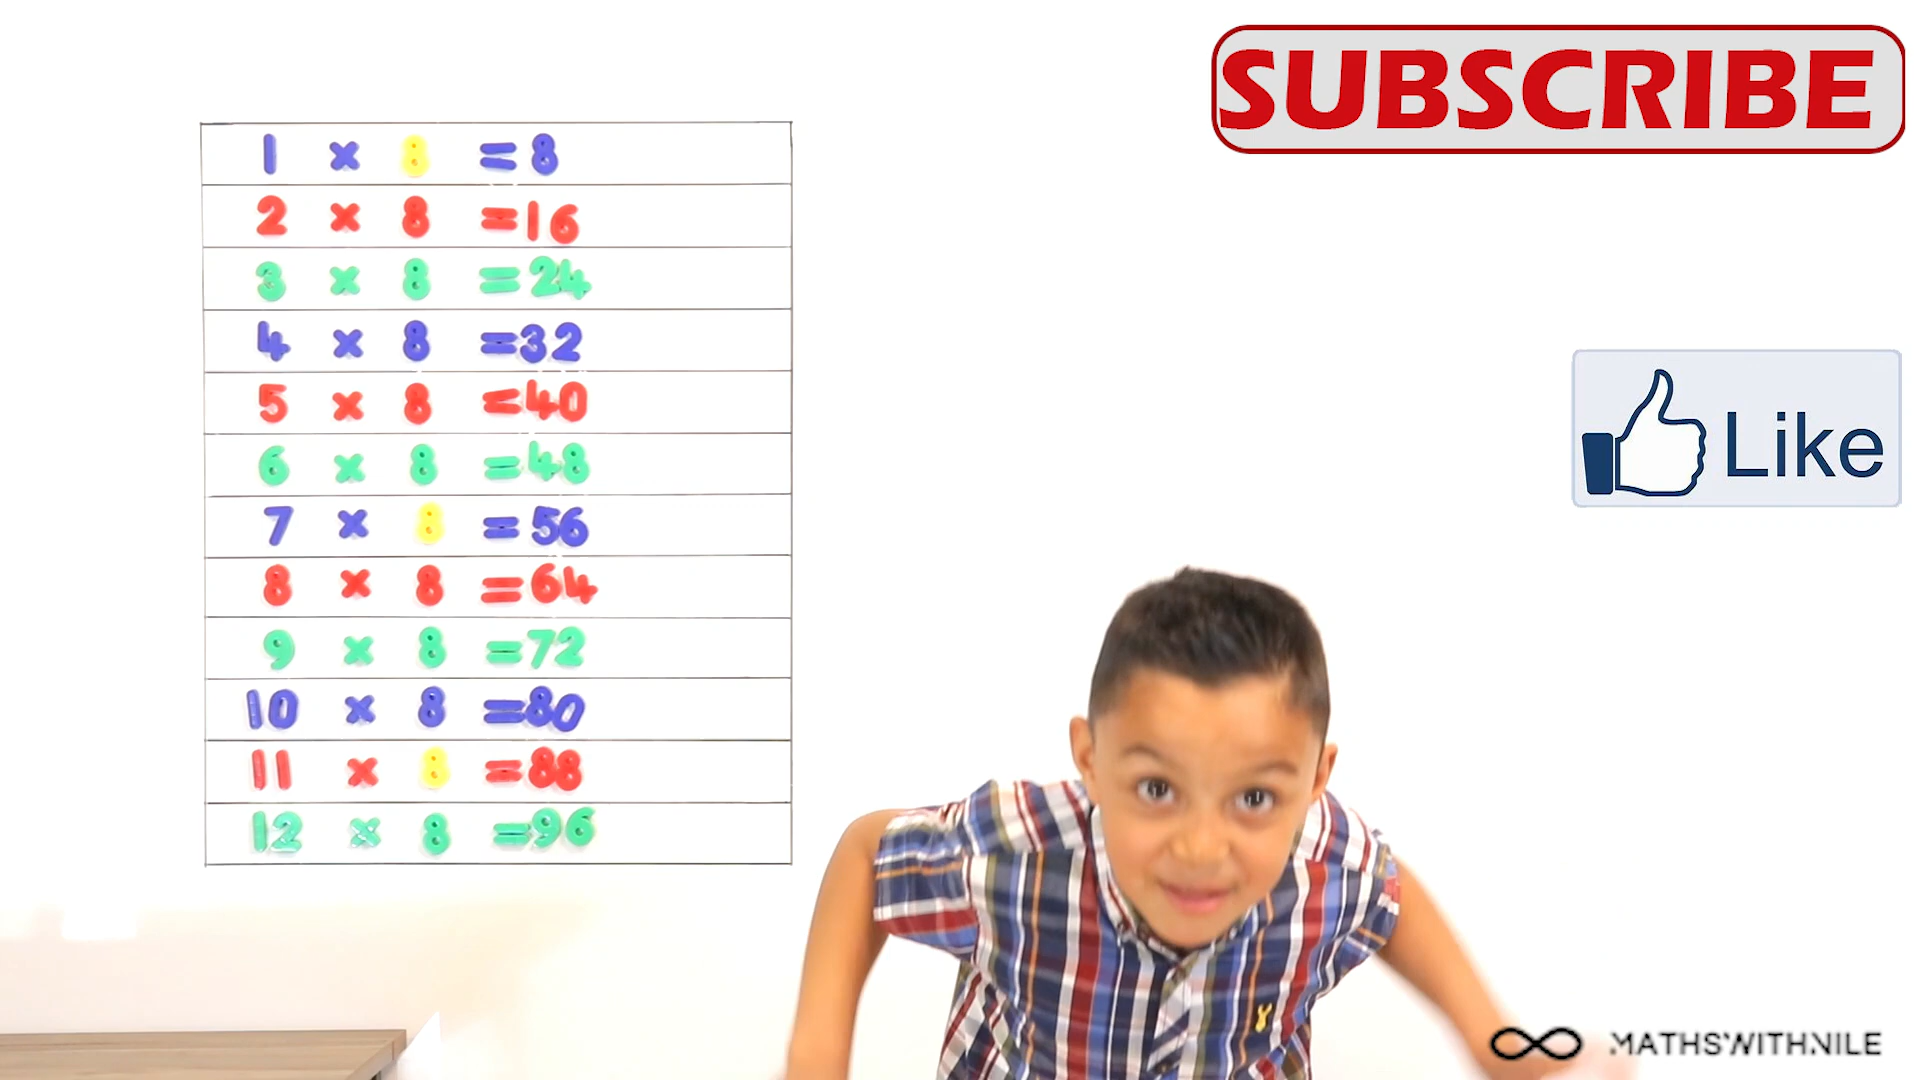 SUBSCRIBE
1 × 8 = 8
2 × 8 = 16
3 × 8 = 24
4 × 8 = 32
5 × 8 = 40
6 × 8 = 48
7 × 8 = 56
8 × 8 = 64
9 × 8 = 72
10 × 8 = 80
11 × 8 = 88
12 × 8 = 96
Like
MATHSWITHNILE